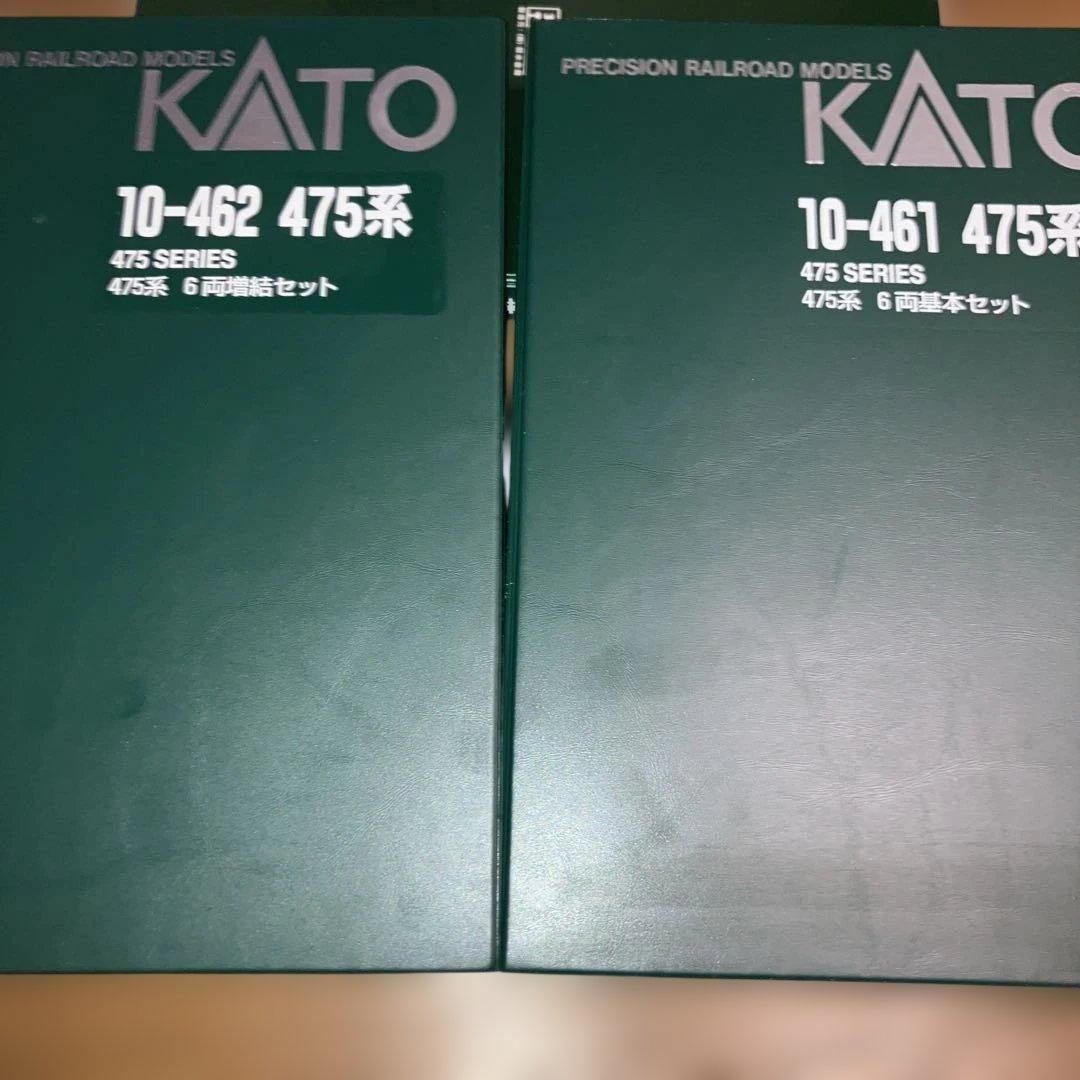 N RAILROAD MODELS
KATO
10-462 475系
475 SERIES
475系 6両増結セット
PRECISION RAILROAD MODELS
KATO
10-461 475系
475 SERIES
475系 6両基本セット